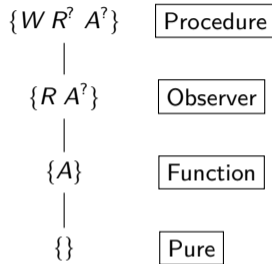 {W R? A?} Procedure
{R A?} Observer
{A} Function
{} Pure